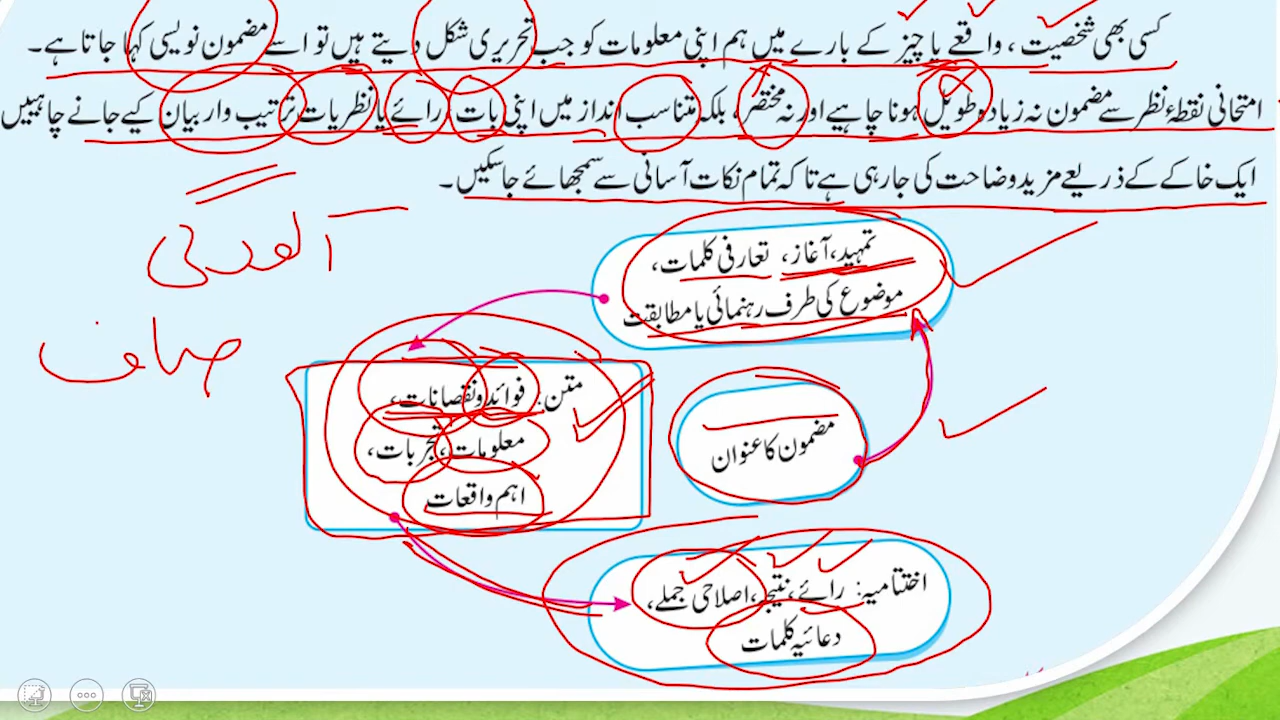 کسی بھی شخصیت ، واقعے یا چیز کے بارے میں ہم اپنی معلومات کو جب تحریری شکل دیتے ہیں تو اسے مضمون نویسی کہا جاتا ہے۔
امتحانی نقطۂ نظر سے مضمون نہ زیادہ طویل ہونا چاہیے اور نہ مختصر، بلکہ متناسب انداز میں اپنی بات رائے یا نظریات ترتیب وار بیان کیے جانے چاہییں
ایک خاکے کے ذریعے مزید وضاحت کی جا رہی ہے تاکہ تمام نکات آسانی سے سمجھائے جا سکیں۔
تمہید، آغاز، تعارفی کلمات،
موضوع کی طرف رہنمائی یا مطابقت
مضمون کا عنوان
متن: فوائد و نقصانات،
معلومات، تجربات،
اہم واقعات
اختتامیہ: رائے، نتیجہ، اصلاحی جملے،
دعائیہ کلمات
آلودگی
صاف